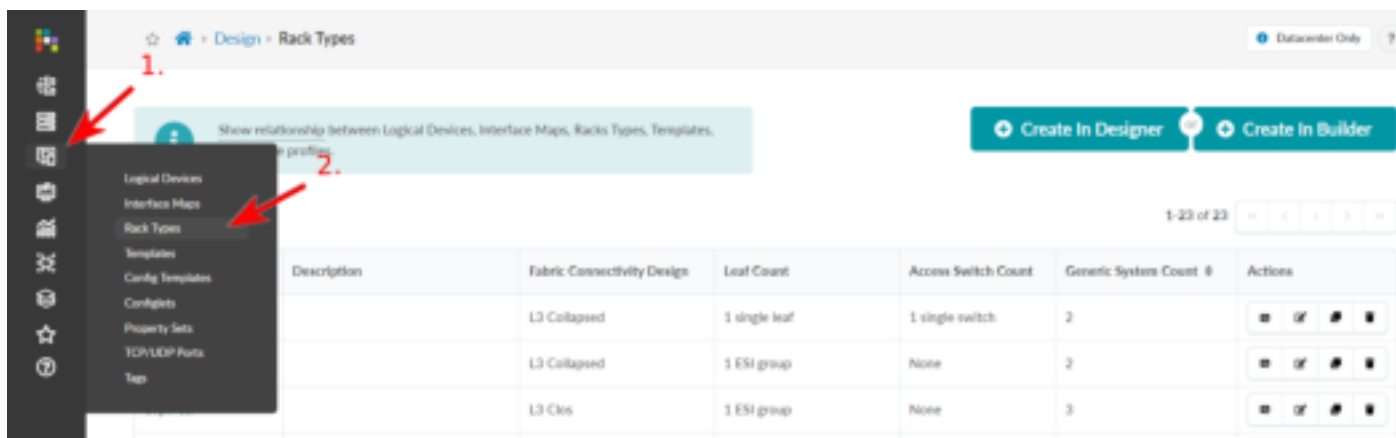 Design › Rack Types
Datacenter Only
?
1.
Show relationship between Logical Devices, Interface Maps, Racks Types, Templates,
profiles.
Create In Designer
or
Create In Builder
2.
Logical Devices
Interface Maps
Rack Types
Templates
Config Templates
Configlets
Property Sets
TCP/UDP Ports
Tags
1-23 of 23
1
Description Fabric Connectivity Design Leaf Count Access Switch Count Generic System Count Actions
L3 Collapsed 1 single leaf 1 single switch 2
L3 Collapsed 1 ESI group None 2
L3 Clos 1 ESI group None 3